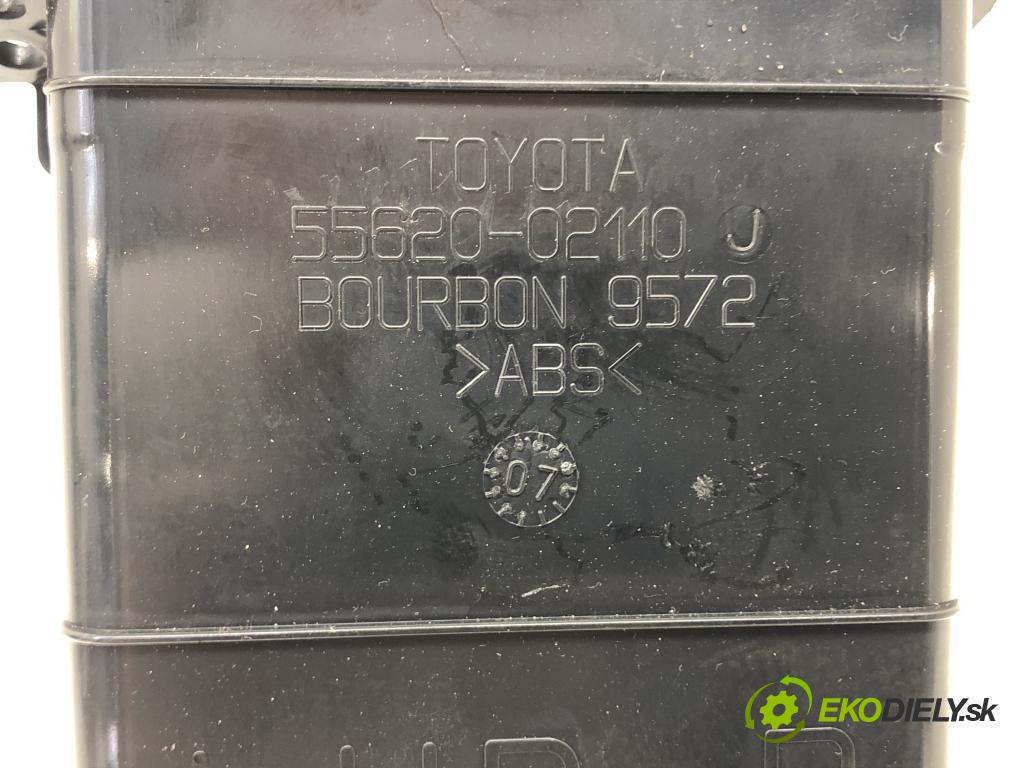 TOYOTA
55620-02110 J
BOURBON 9572
>ABS<
07
EKODIELY.sk